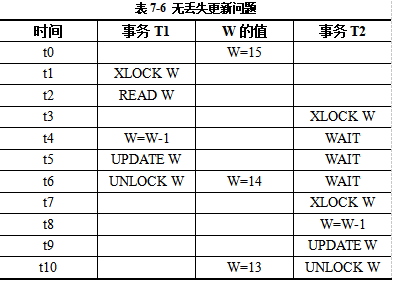 表 7-6 无丢失更新问题
时间 事务 T1 W 的值 事务 T2
t0 W=15
t1 XLOCK W
t2 READ W
t3 XLOCK W
t4 W=W-1 WAIT
t5 UPDATE W WAIT
t6 UNLOCK W W=14 WAIT
t7 XLOCK W
t8 W=W-1
t9 UPDATE W
t10 W=13 UNLOCK W